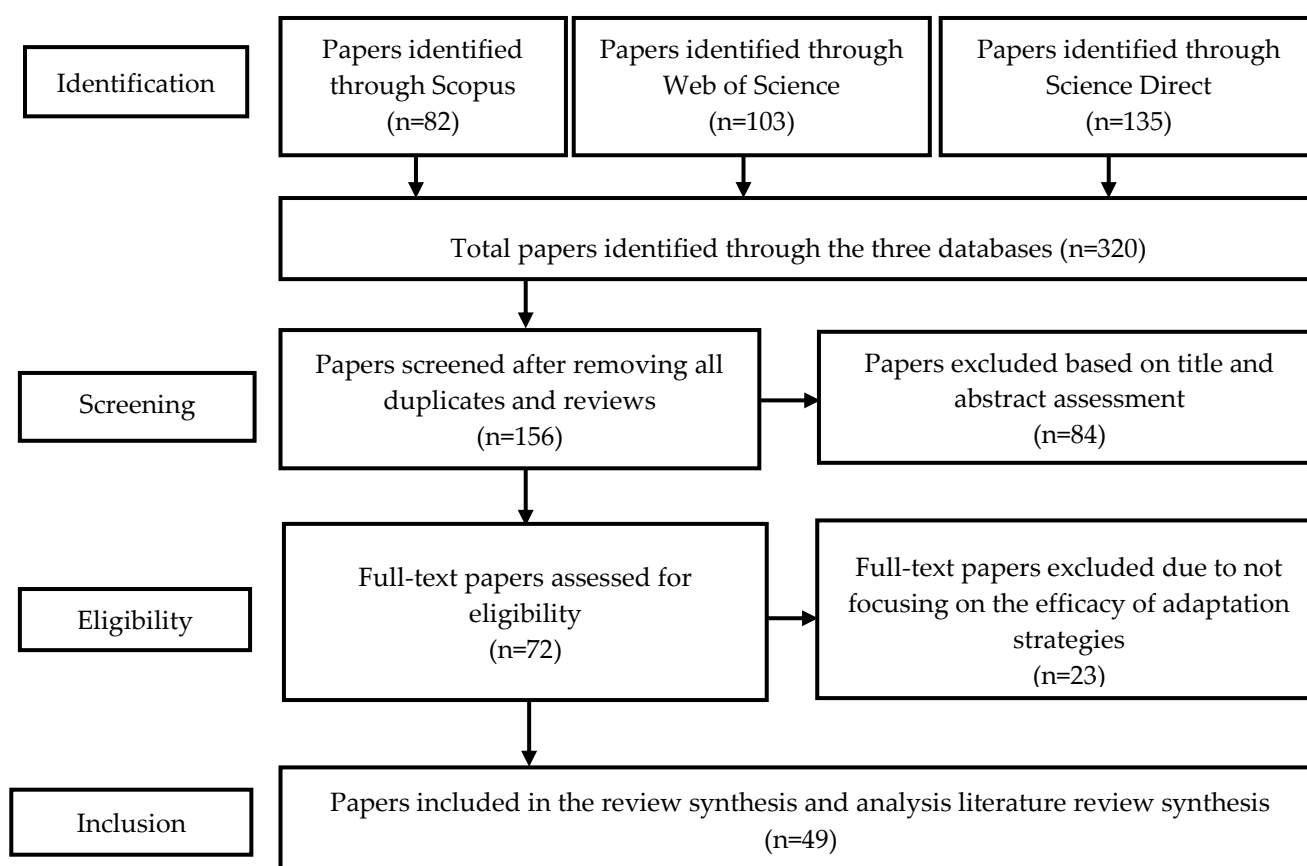 Identification
Papers identified
through Scopus
(n=82)
Papers identified through
Web of Science
(n=103)
Papers identified through
Science Direct
(n=135)
Total papers identified through the three databases (n=320)
Screening
Papers screened after removing all
duplicates and reviews
(n=156)
Papers excluded based on title and
abstract assessment
(n=84)
Eligibility
Full-text papers assessed for
eligibility
(n=72)
Full-text papers excluded due to not
focusing on the efficacy of adaptation
strategies
(n=23)
Inclusion
Papers included in the review synthesis and analysis literature review synthesis
(n=49)